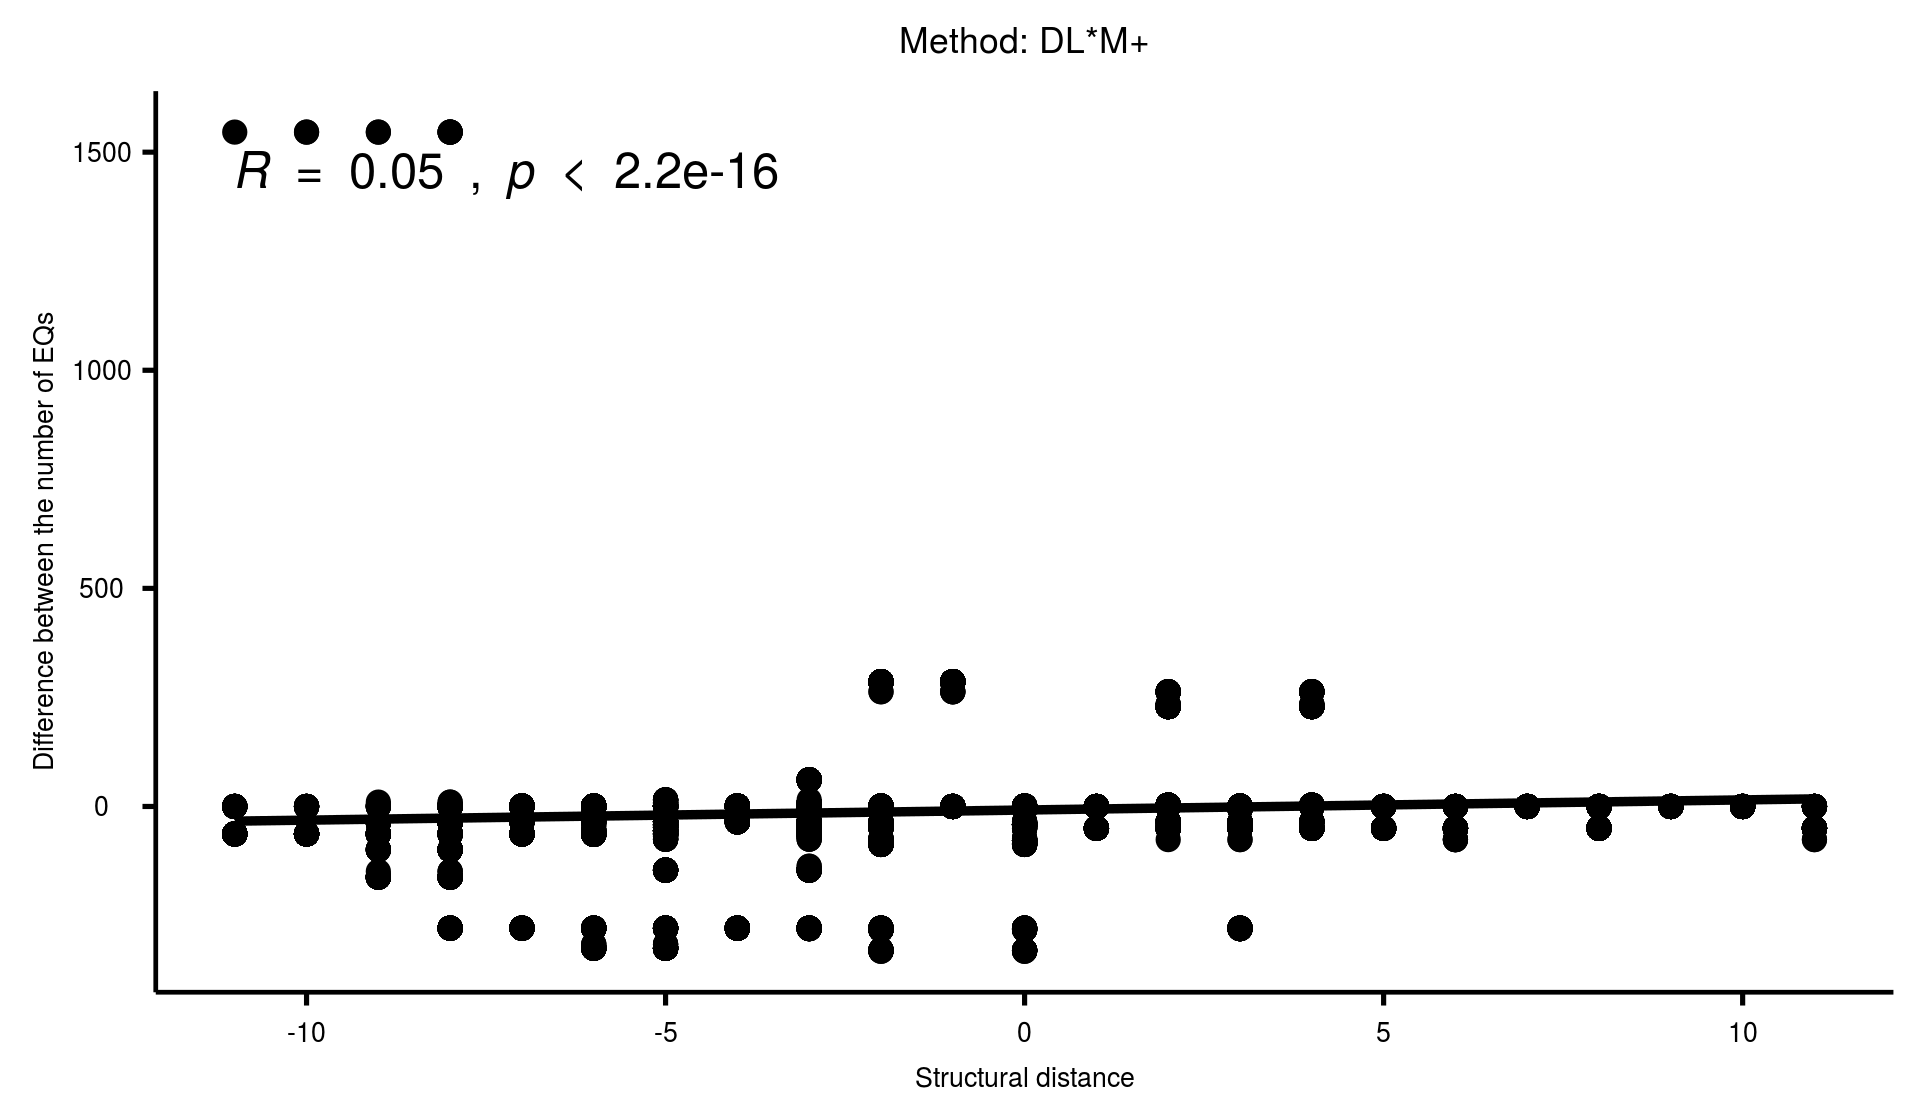 Method: DL*M+
1500
R = 0.05 , p < 2.2e-16
1000
500
0
Difference between the number of EQs
-10 -5 0 5 10
Structural distance